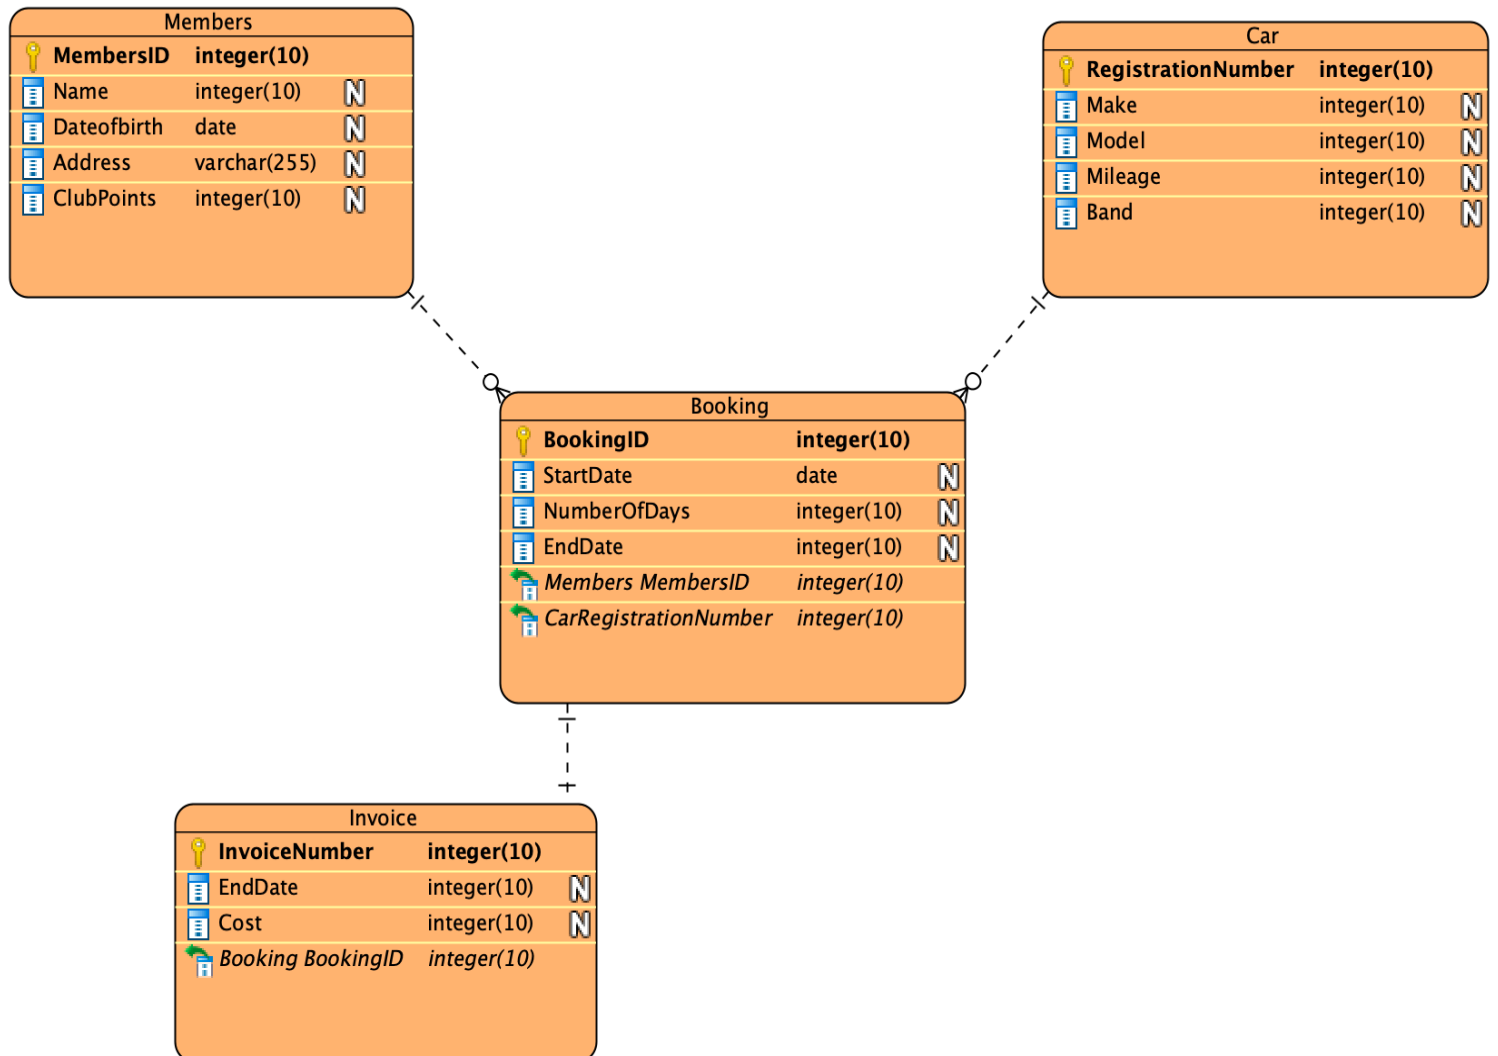 Members
MembersID integer(10)
Name integer(10) N
Dateofbirth date N
Address varchar(255) N
ClubPoints integer(10) N
Car
RegistrationNumber integer(10)
Make integer(10) N
Model integer(10) N
Mileage integer(10) N
Band integer(10) N
Booking
BookingID integer(10)
StartDate date N
NumberOfDays integer(10) N
EndDate integer(10) N
Members MembersID integer(10)
CarRegistrationNumber integer(10)
Invoice
InvoiceNumber integer(10)
EndDate integer(10) N
Cost integer(10) N
Booking BookingID integer(10)